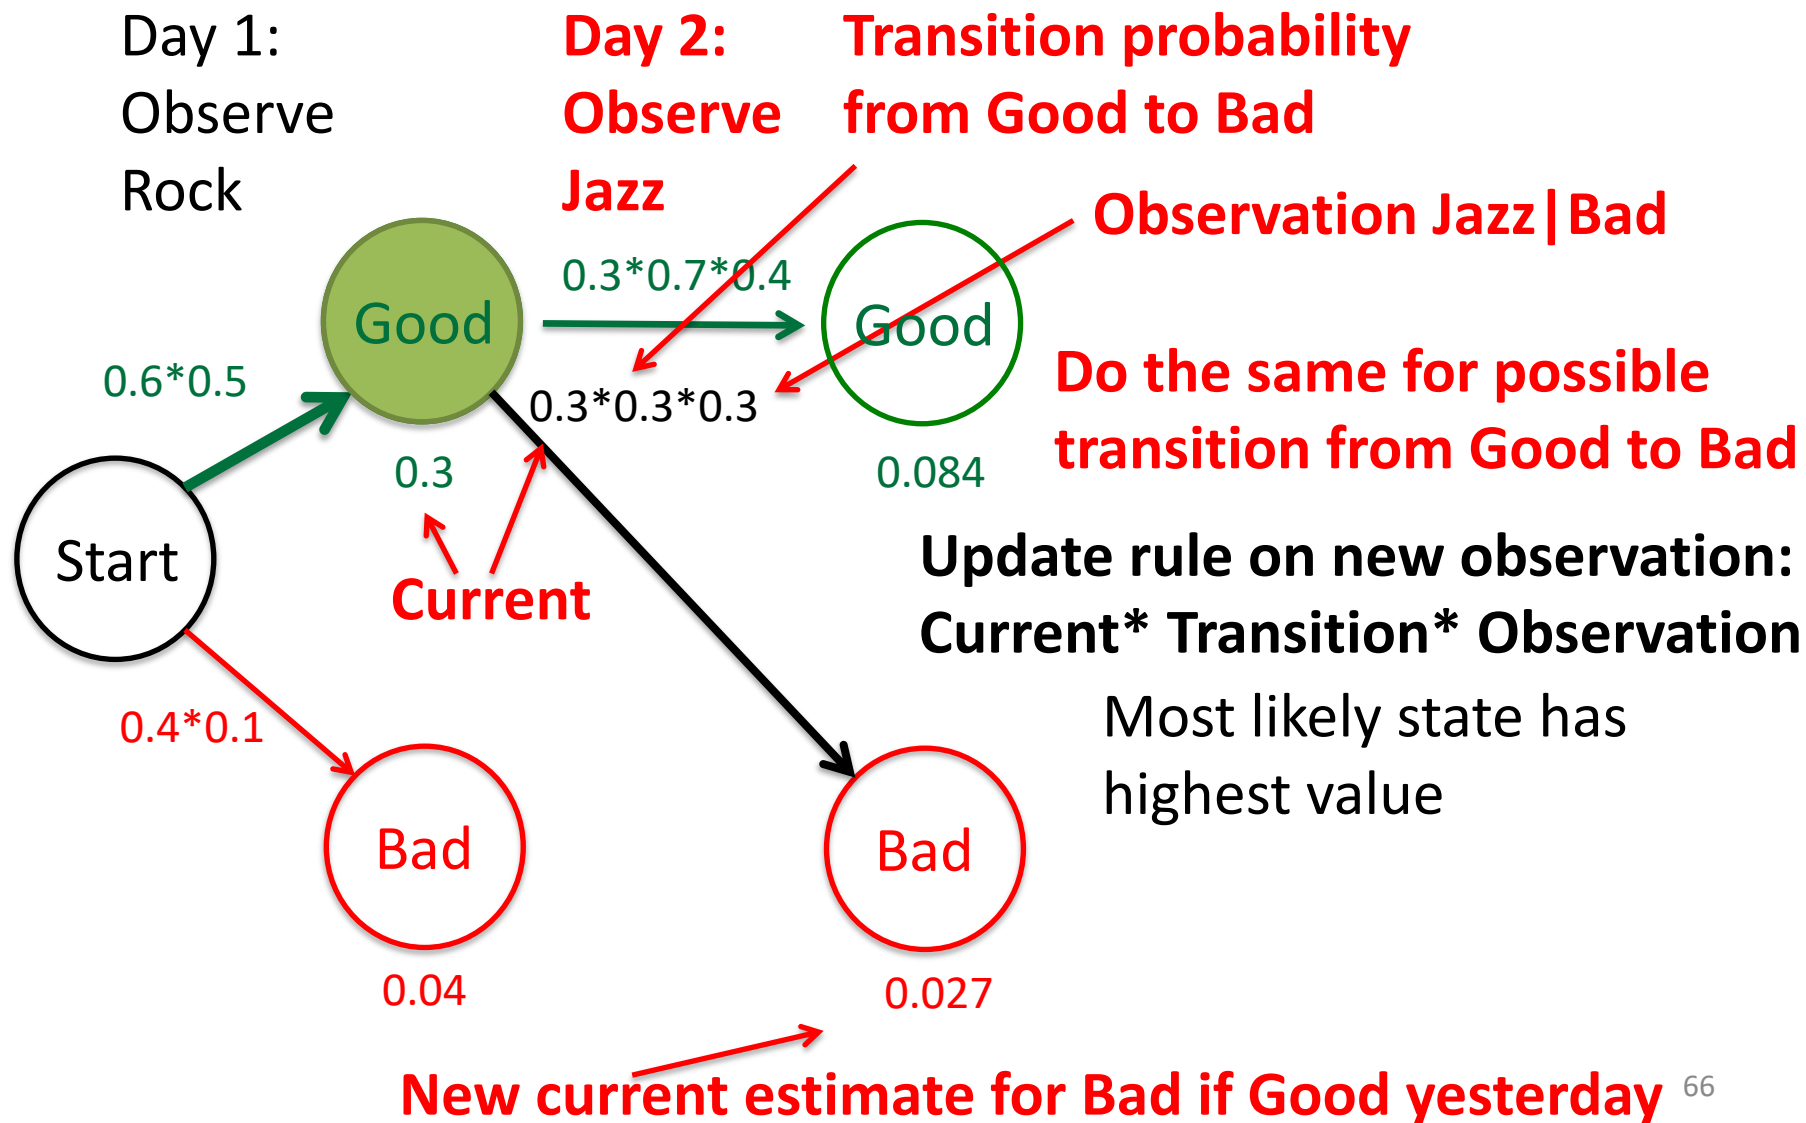 Day 1:
Observe
Rock
Day 2:
Observe
Jazz
Transition probability
from Good to Bad
Observation Jazz|Bad
0.3*0.7*0.4
Good
Good
0.6*0.5
0.3*0.3*0.3
Do the same for possible
transition from Good to Bad
0.3
0.084
Start
Current
Update rule on new observation:
Current* Transition* Observation
0.4*0.1
Most likely state has
highest value
Bad
Bad
0.04
0.027
New current estimate for Bad if Good yesterday
66